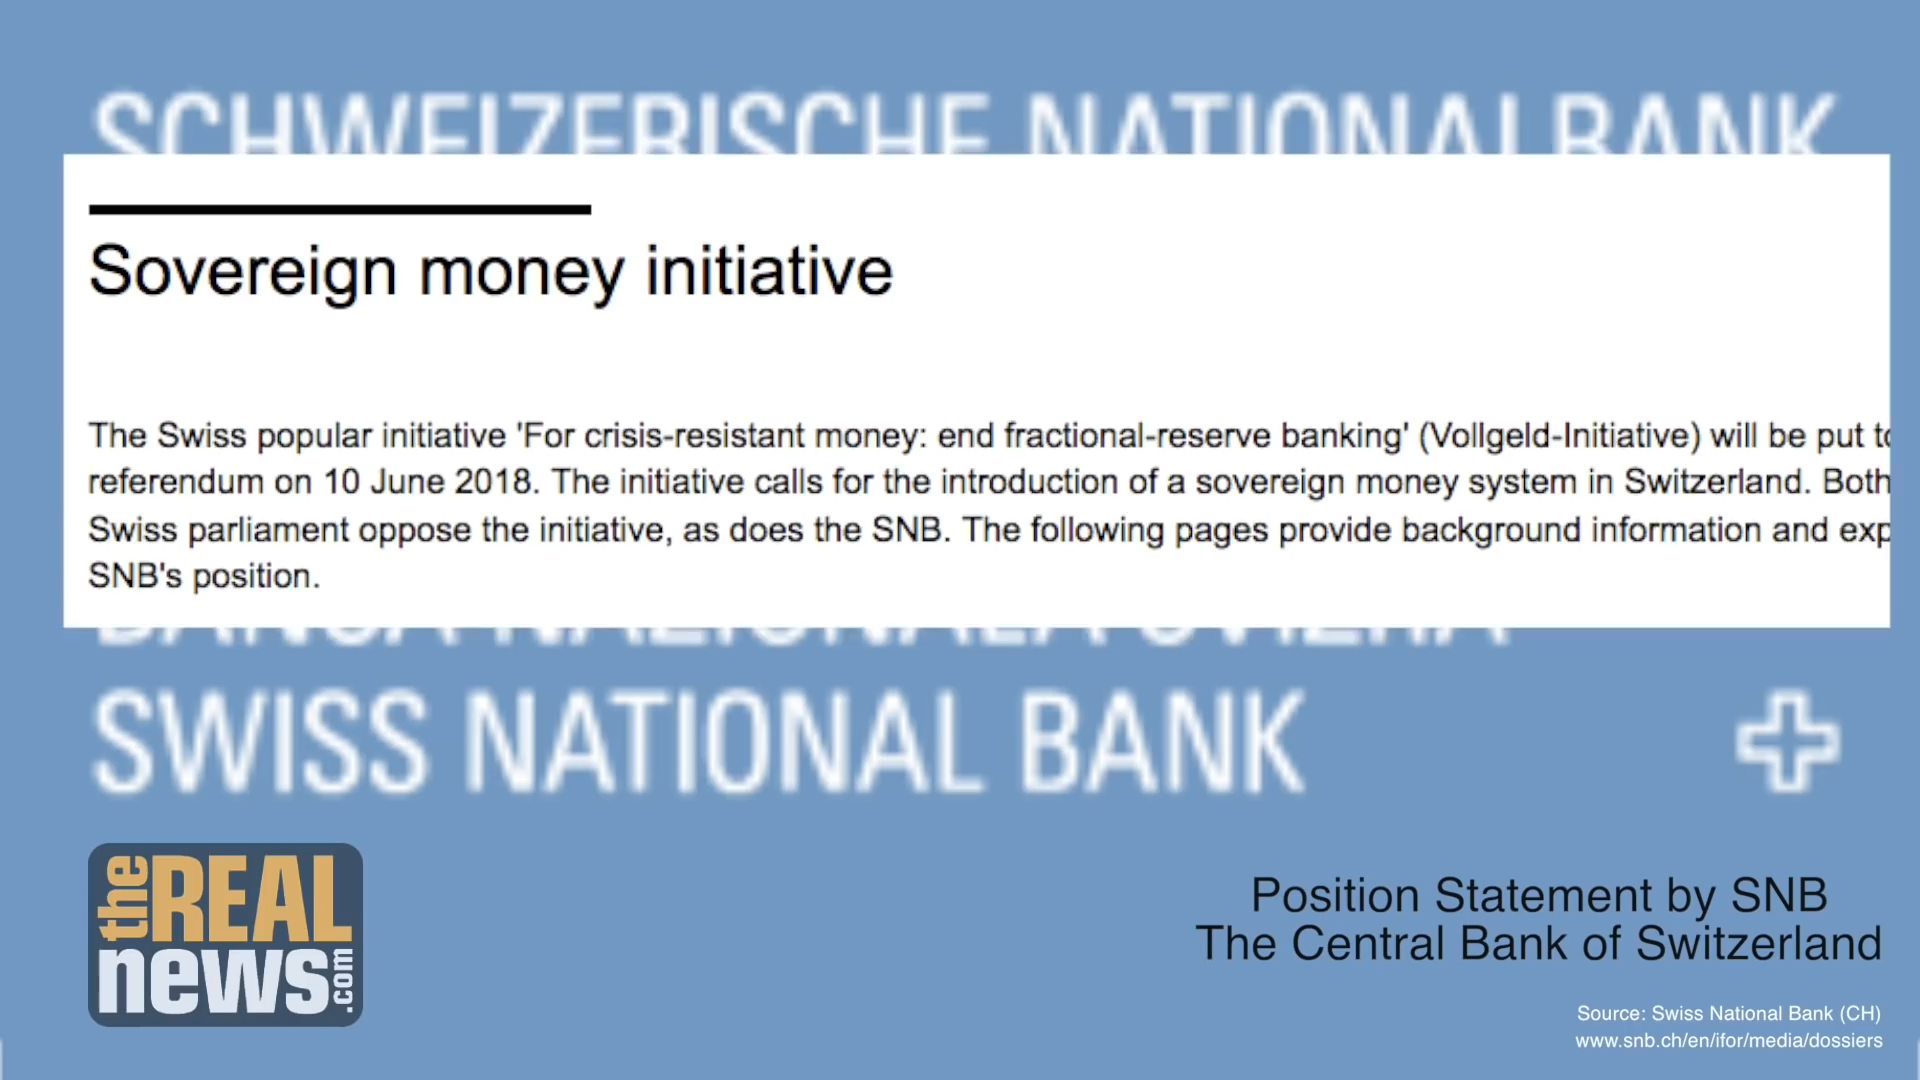 SCHWEIZERISCHE NATIONALBANK
Sovereign money initiative
The Swiss popular initiative 'For crisis-resistant money: end fractional-reserve banking' (Vollgeld-Initiative) will be put to
referendum on 10 June 2018. The initiative calls for the introduction of a sovereign money system in Switzerland. Both
Swiss parliament oppose the initiative, as does the SNB. The following pages provide background information and exp
SNB's position.
SWISS NATIONAL BANK
the REAL
news.com
Position Statement by SNB
The Central Bank of Switzerland
Source: Swiss National Bank (CH)
www.snb.ch/en/ifor/media/dossiers